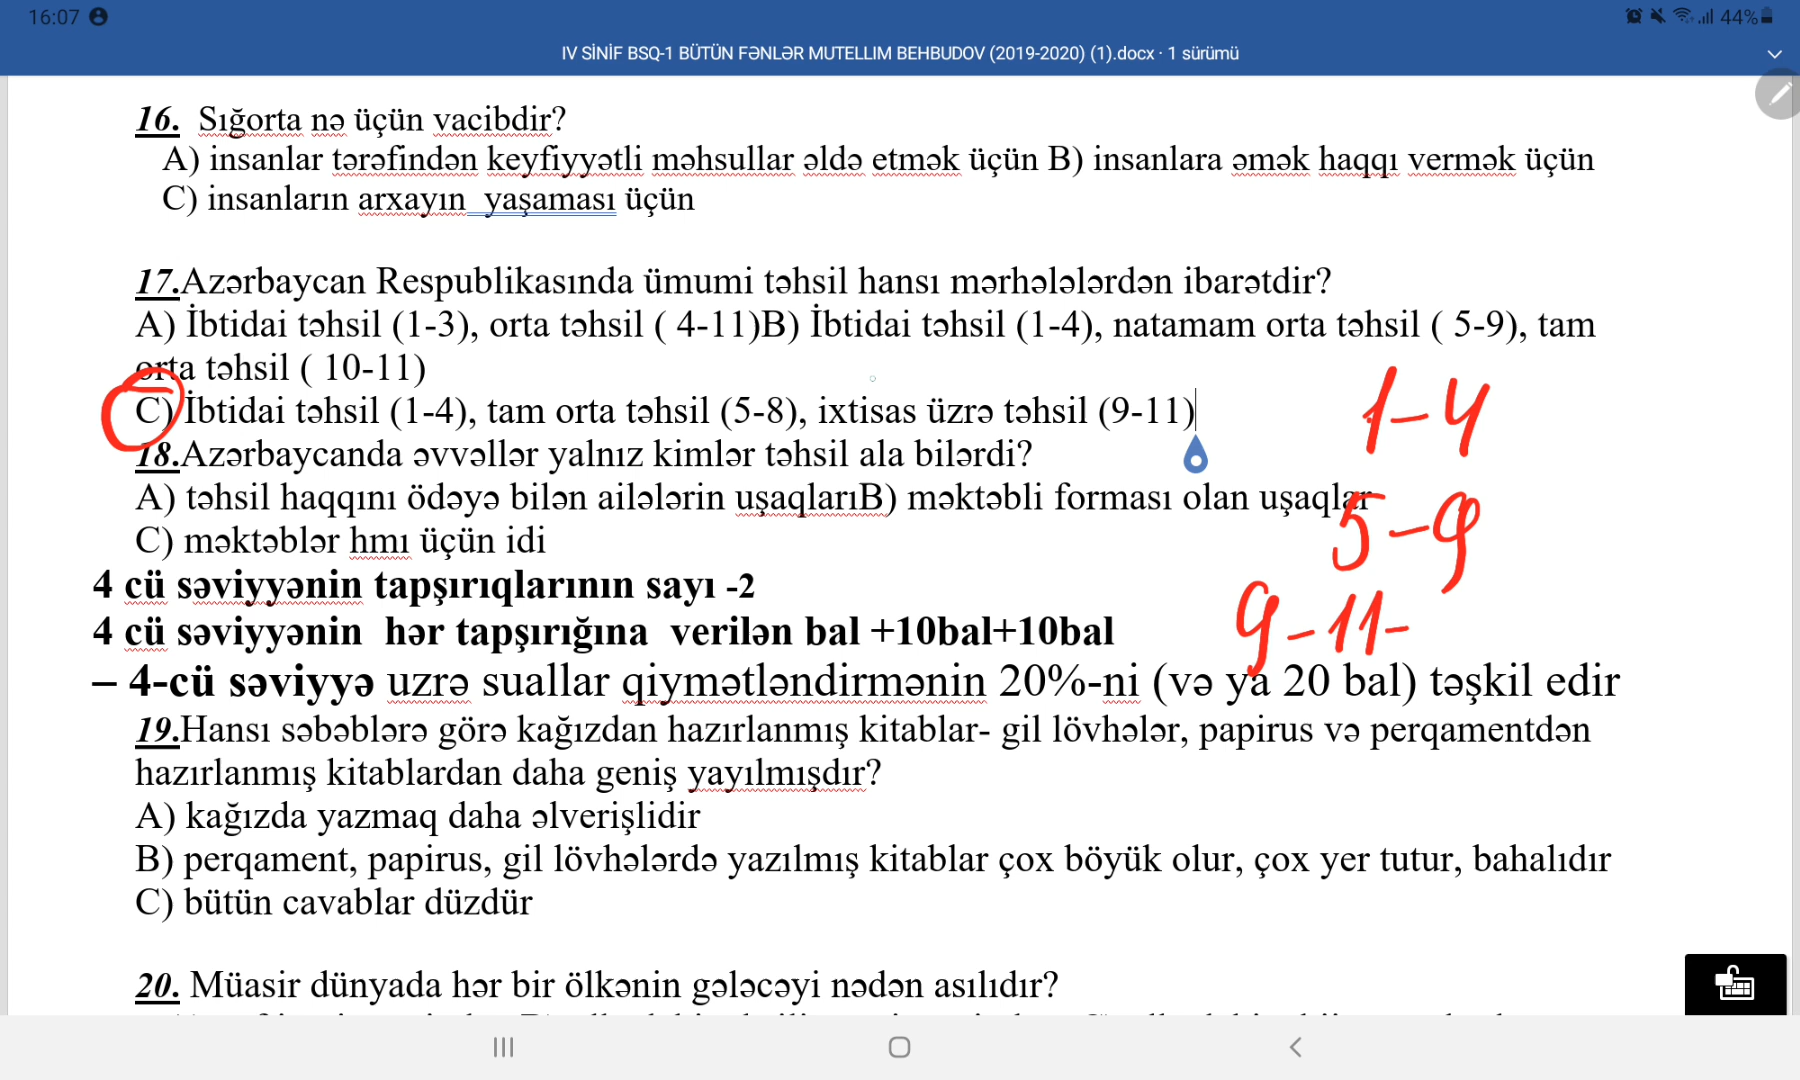 16:07
44%
IV SİNİF BSQ-1 BÜTÜN FƏNLƏR MUTELLIM BEHBUDOV (2019-2020) (1).docx · 1 sürümü
16. Sığorta nə üçün vacibdir?
A) insanlar tərəfindən keyfiyyətli məhsullar əldə etmək üçün B) insanlara əmək haqqı vermək üçün
C) insanların arxayın yaşaması üçün
17.Azərbaycan Respublikasında ümumi təhsil hansı mərhələlərdən ibarətdir?
A) İbtidai təhsil (1-3), orta təhsil ( 4-11)B) İbtidai təhsil (1-4), natamam orta təhsil ( 5-9), tam
orta təhsil ( 10-11)
C) İbtidai təhsil (1-4), tam orta təhsil (5-8), ixtisas üzrə təhsil (9-11)
1-4
18.Azərbaycanda əvvəllər yalnız kimlər təhsil ala bilərdi?
A) təhsil haqqını ödəyə bilən ailələrin uşaqlarıB) məktəbli forması olan uşaqlar
5-9
C) məktəblər hmı üçün idi
4 cü səviyyənin tapşırıqlarının sayı -2
4 cü səviyyənin hər tapşırığına verilən bal +10bal+10bal
9-11-
– 4-cü səviyyə uzrə suallar qiymətləndirmənin 20%-ni (və ya 20 bal) təşkil edir
19.Hansı səbəblərə görə kağızdan hazırlanmış kitablar- gil lövhələr, papirus və perqamentdən
hazırlanmış kitablardan daha geniş yayılmışdır?
A) kağızda yazmaq daha əlverişlidir
B) perqament, papirus, gil lövhələrdə yazılmış kitablar çox böyük olur, çox yer tutur, bahalıdır
C) bütün cavablar düzdür
20. Müasir dünyada hər bir ölkənin gələcəyi nədən asılıdır?